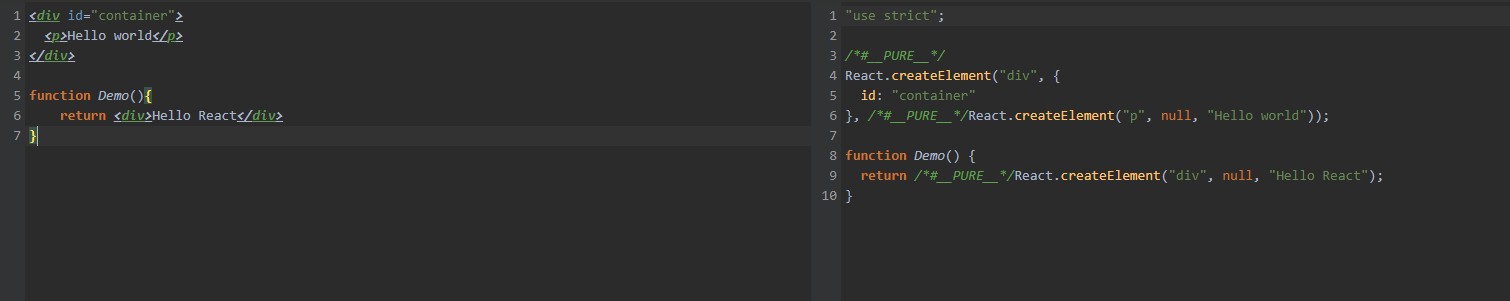 1 <div id="container">
2   <p>Hello world</p>
3 </div>
4
5 function Demo(){
6     return <div>Hello React</div>
7 }
1 "use strict";
2
3 /*#__PURE__*/
4 React.createElement("div", {
5   id: "container"
6 }, /*#__PURE__*/React.createElement("p", null, "Hello world"));
7
8 function Demo() {
9   return /*#__PURE__*/React.createElement("div", null, "Hello React");
10 }